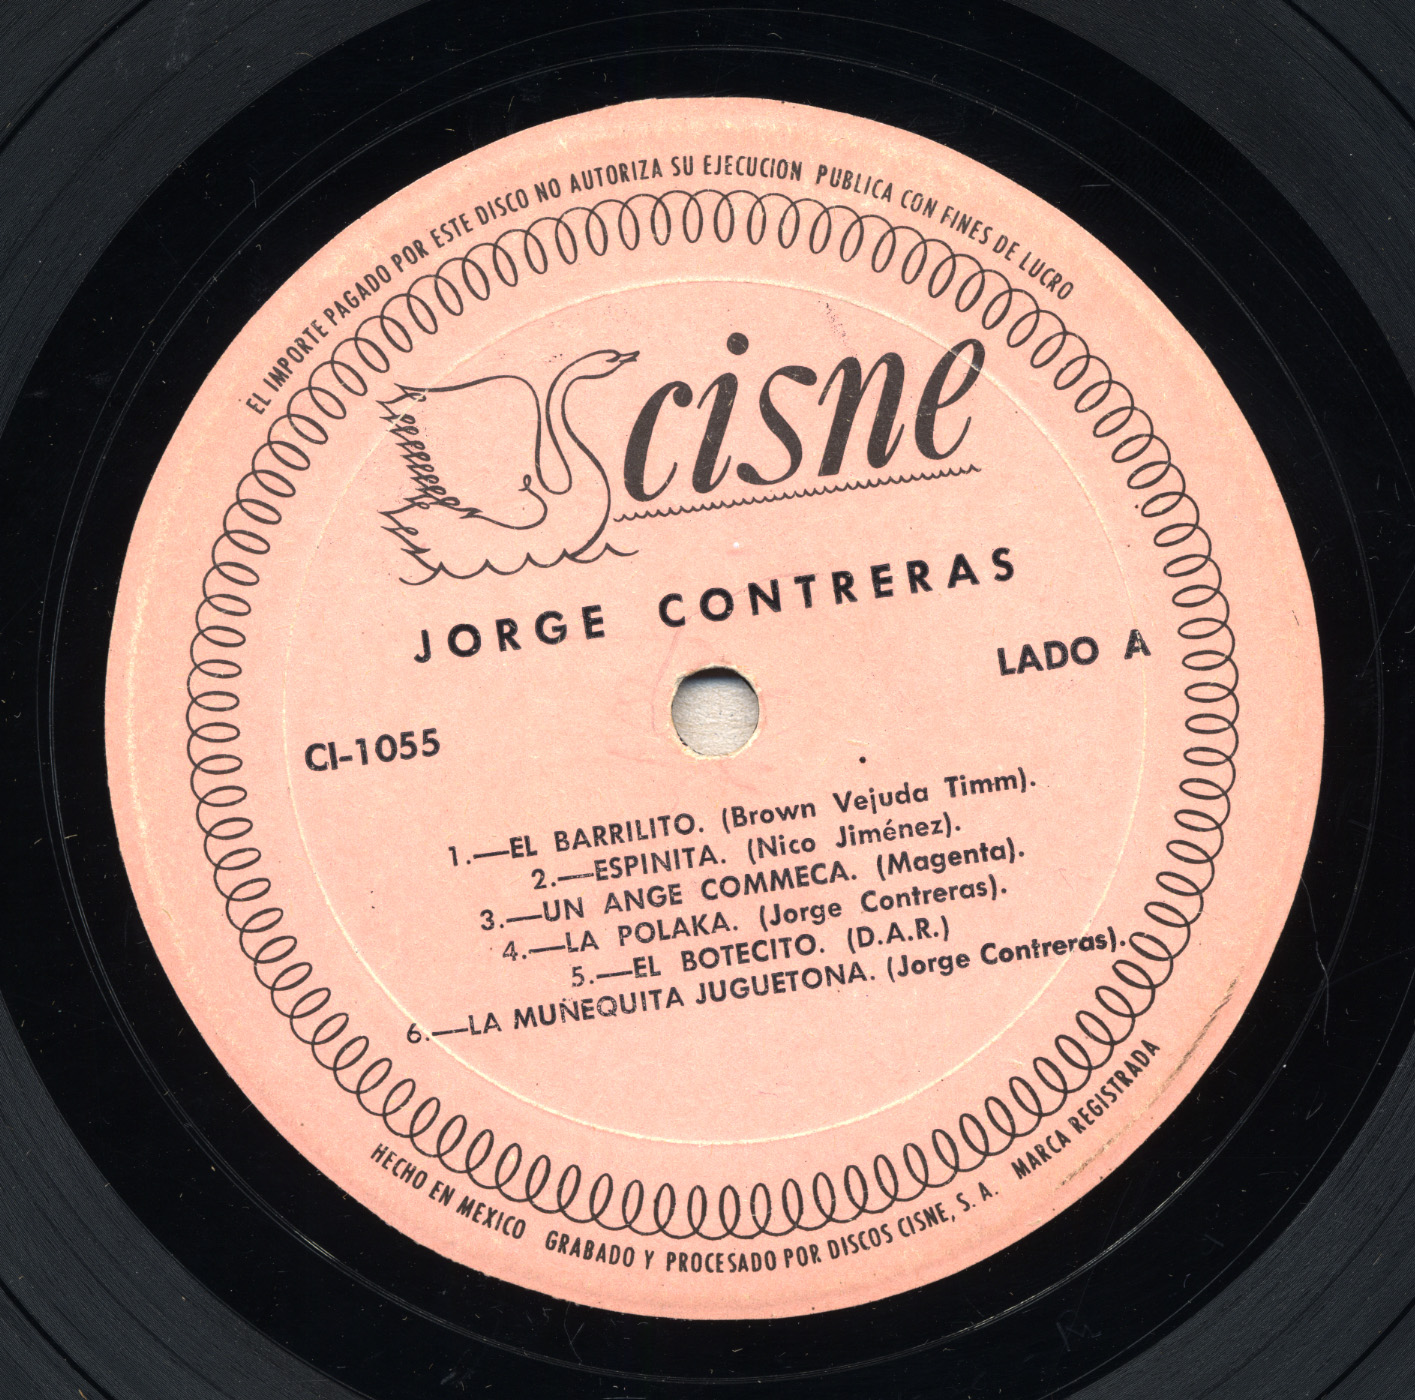 EL IMPORTE PAGADO POR ESTE DISCO NO AUTORIZA SU EJECUCION PUBLICA CON FINES DE LUCRO
cisne
JORGE CONTRERAS
LADO A
CI-1055
1.—EL BARRILITO. (Brown Vejuda Timm).
2.—ESPINITA. (Nico Jiménez).
3.—UN ANGE COMMECA. (Magenta).
4.—LA POLAKA. (Jorge Contreras).
5.—EL BOTECITO. (D.A.R.)
6.—LA MUÑEQUITA JUGUETONA. (Jorge Contreras).
HECHO EN MEXICO GRABADO Y PROCESADO POR DISCOS CISNE, S. A. MARCA REGISTRADA